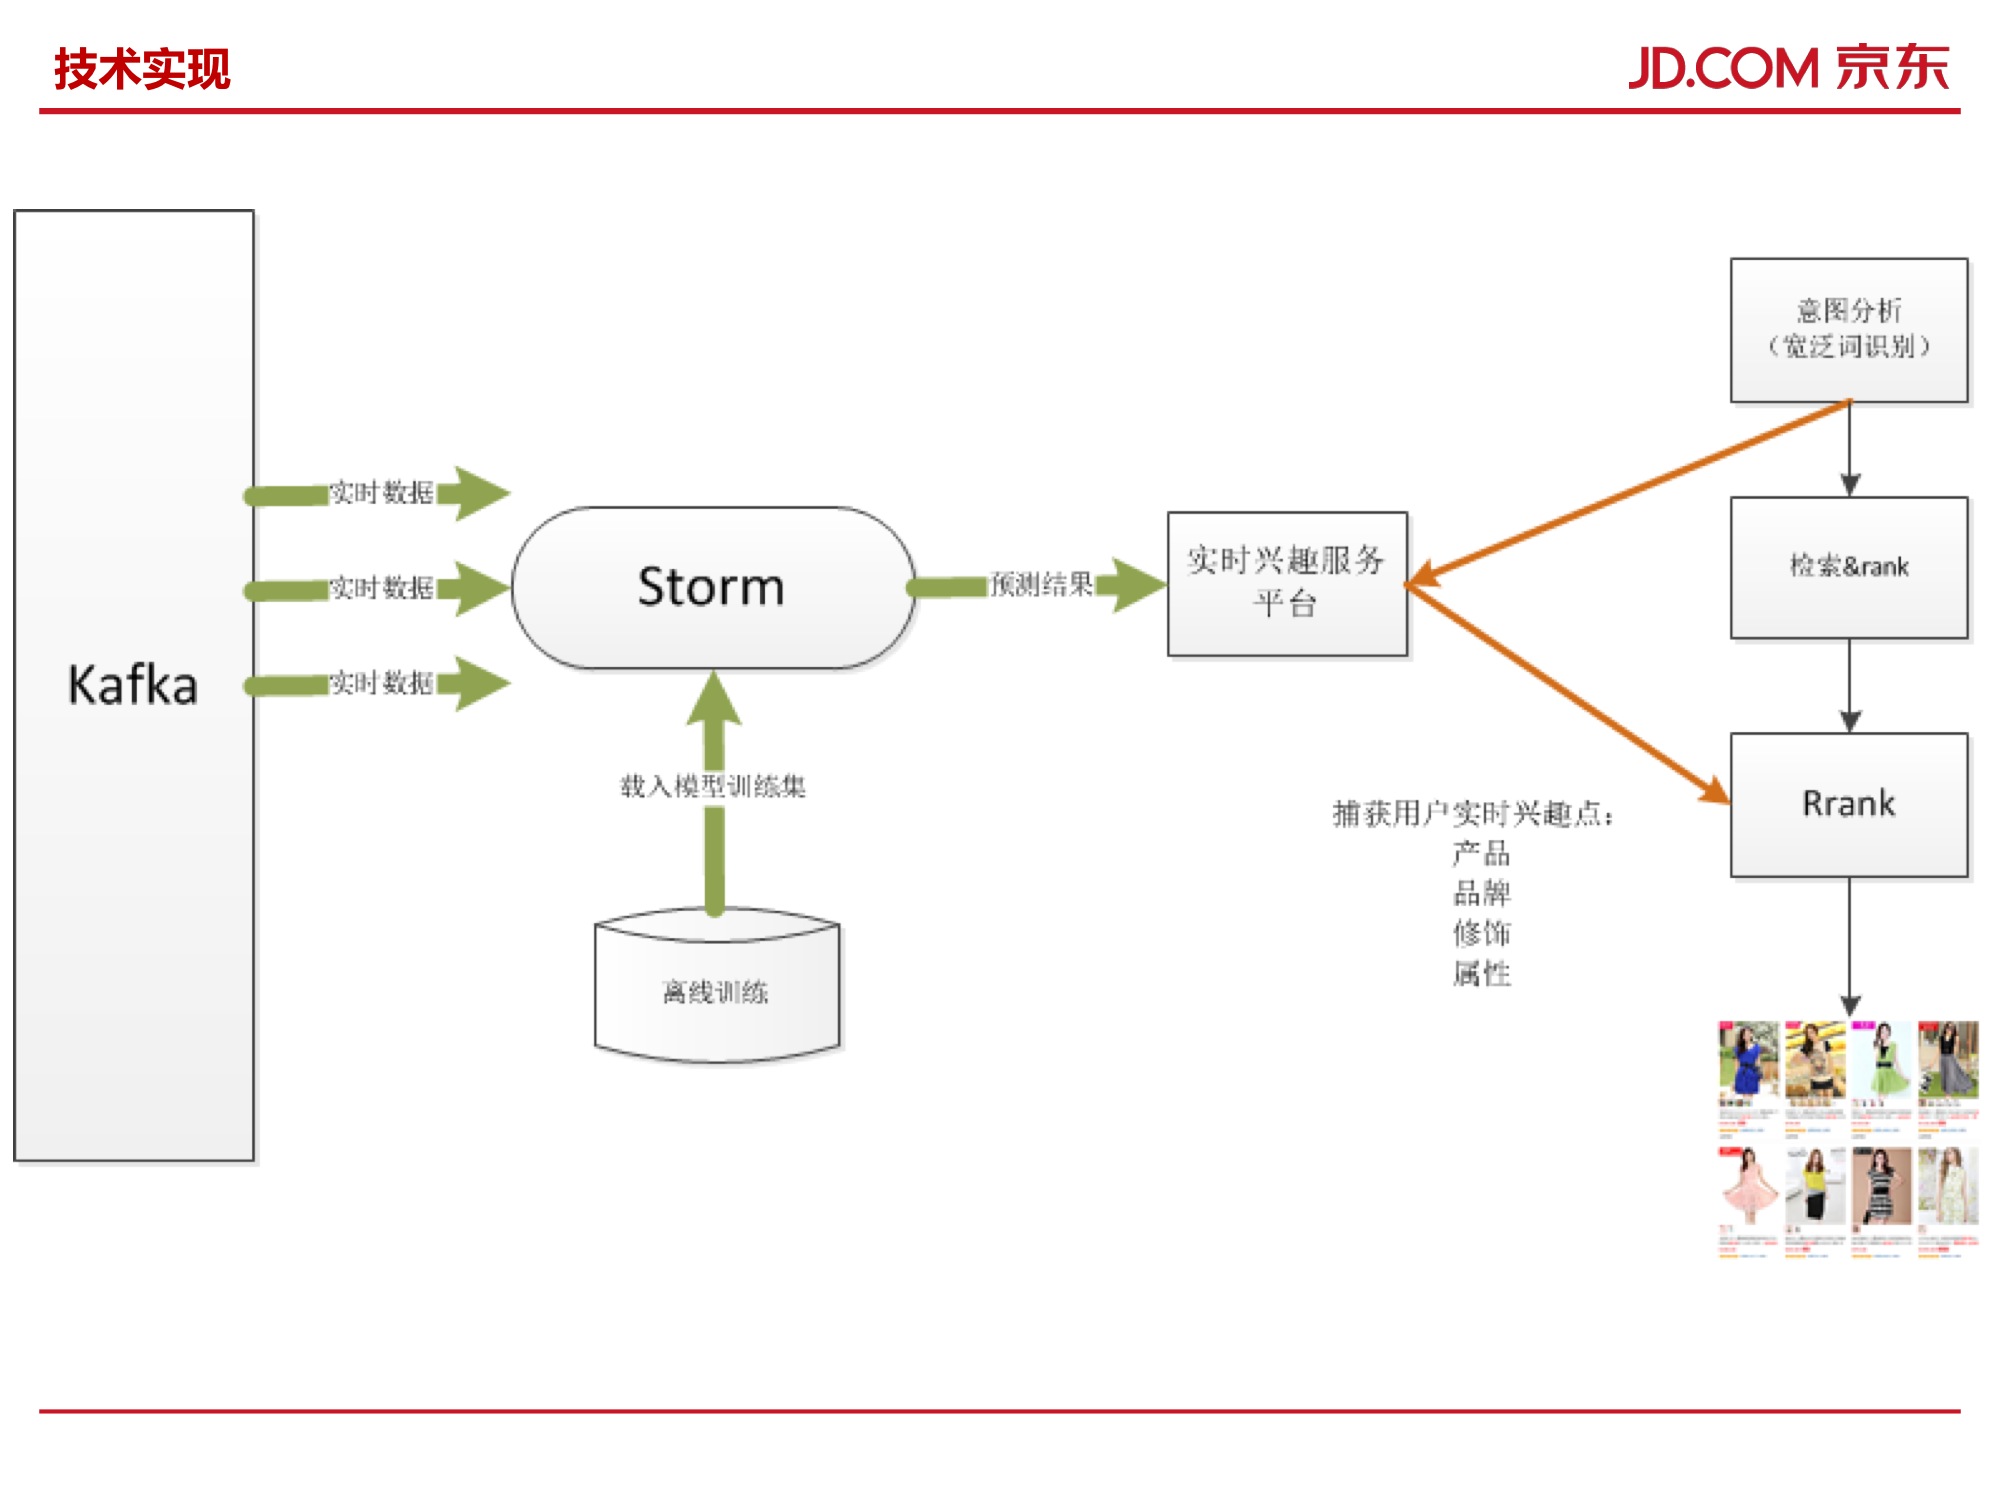 技术实现
JD.COM 京东
意图分析
（宽泛词识别）
实时数据
实时数据
实时数据
Storm
预测结果
实时兴趣服务
平台
检索&rank
Kafka
载入模型训练集
捕获用户实时兴趣点：
产品
品牌
修饰
属性
Rrank
离线训练